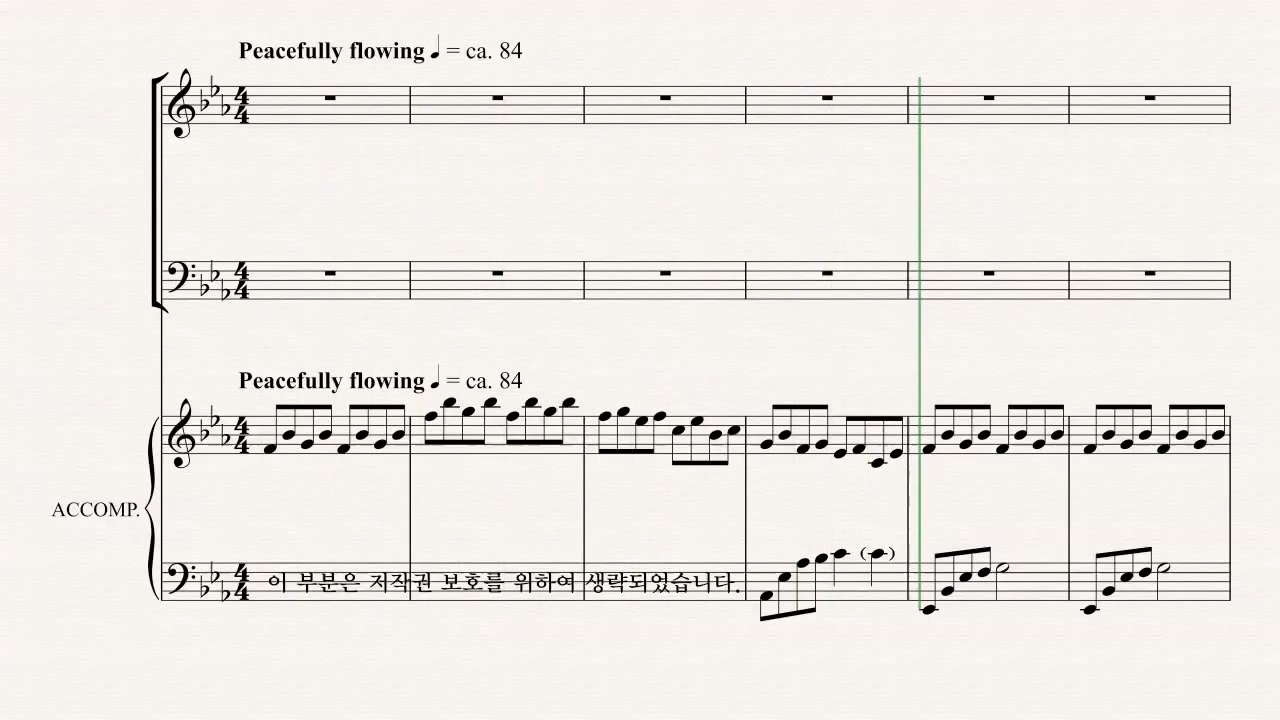 Peacefully flowing ♩ = ca. 84
Peacefully flowing ♩ = ca. 84
ACCOMP.
이 부분은 저작권 보호를 위하여 생략되었습니다.